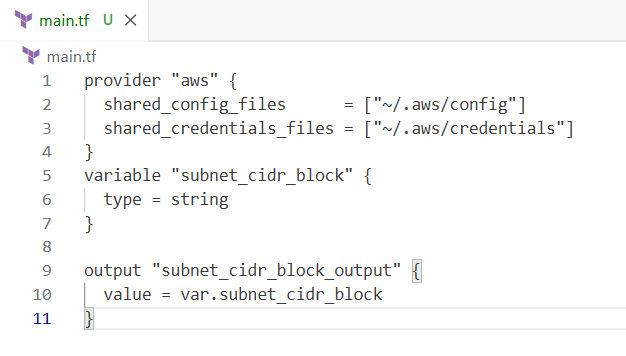 main.tf U ×
main.tf
1 provider "aws" {
2   shared_config_files      = ["~/.aws/config"]
3   shared_credentials_files = ["~/.aws/credentials"]
4 }
5 variable "subnet_cidr_block" {
6   type = string
7 }
8
9 output "subnet_cidr_block_output" {
10   value = var.subnet_cidr_block
11 }